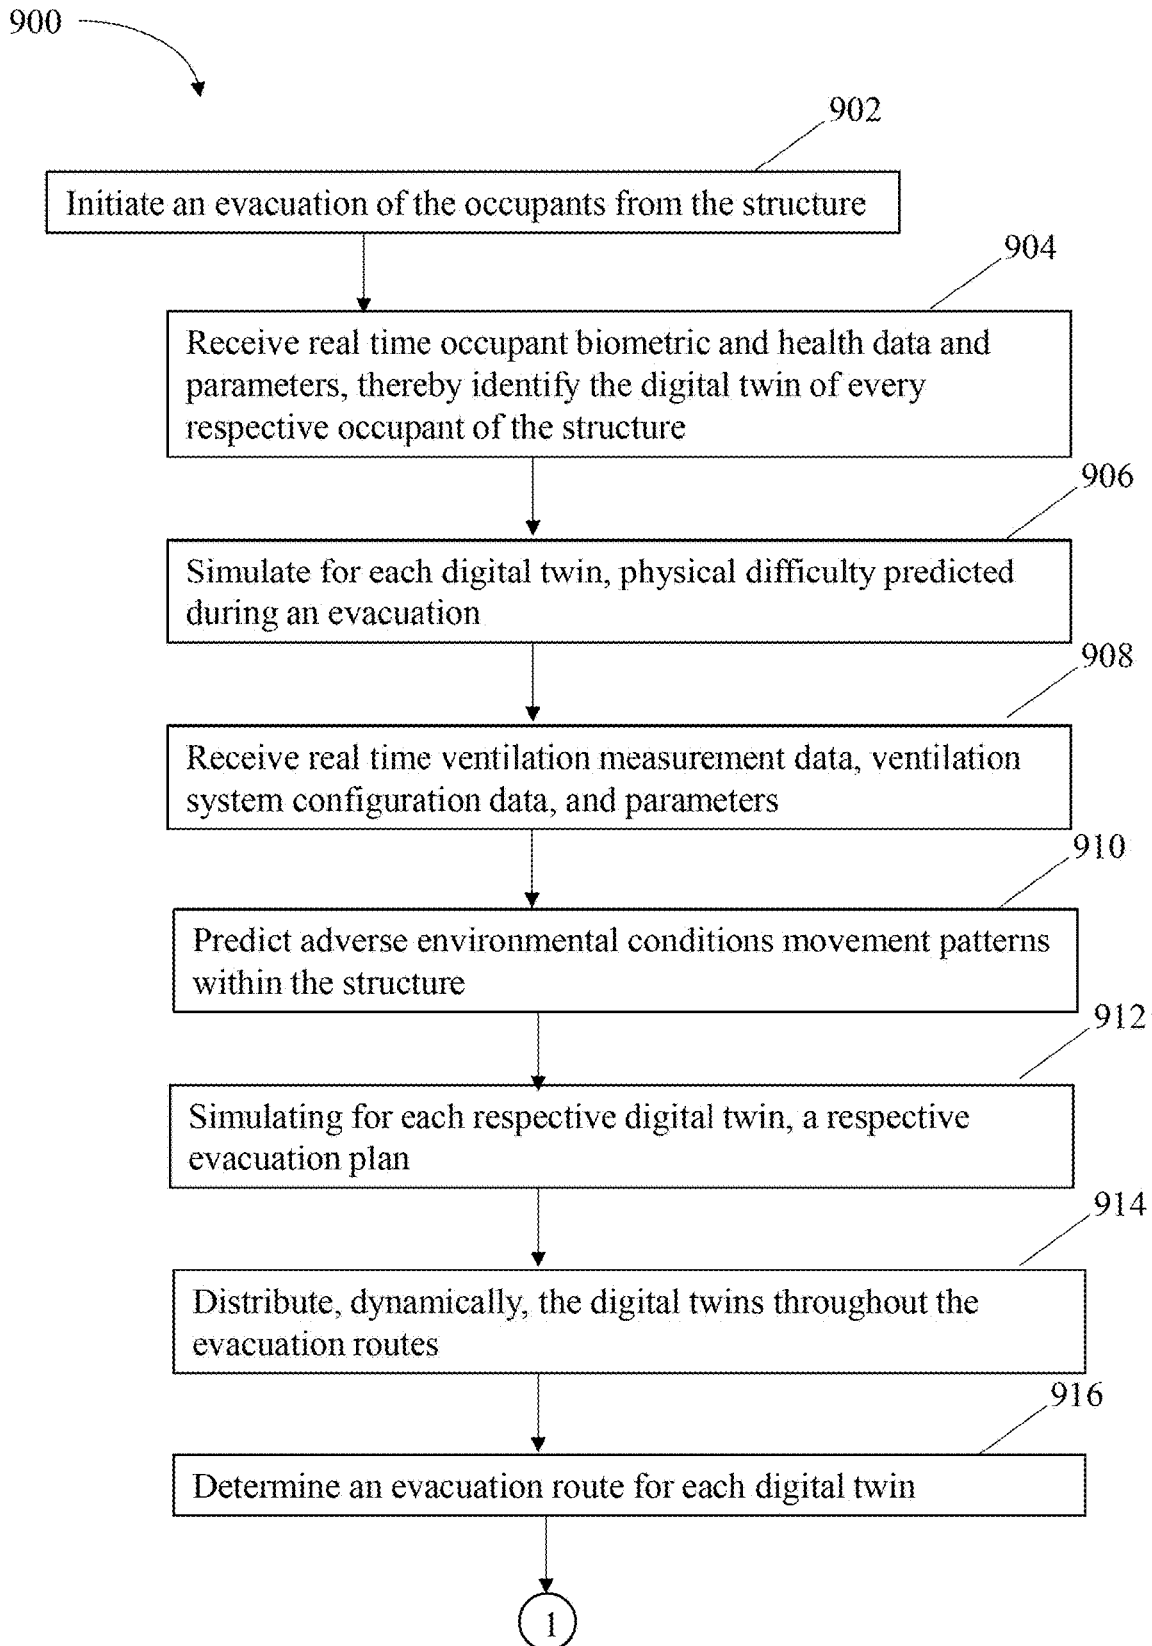 900
902
Initiate an evacuation of the occupants from the structure
904
Receive real time occupant biometric and health data and
parameters, thereby identify the digital twin of every
respective occupant of the structure
906
Simulate for each digital twin, physical difficulty predicted
during an evacuation
908
Receive real time ventilation measurement data, ventilation
system configuration data, and parameters
910
Predict adverse environmental conditions movement patterns
within the structure
912
Simulating for each respective digital twin, a respective
evacuation plan
914
Distribute, dynamically, the digital twins throughout the
evacuation routes
916
Determine an evacuation route for each digital twin
1